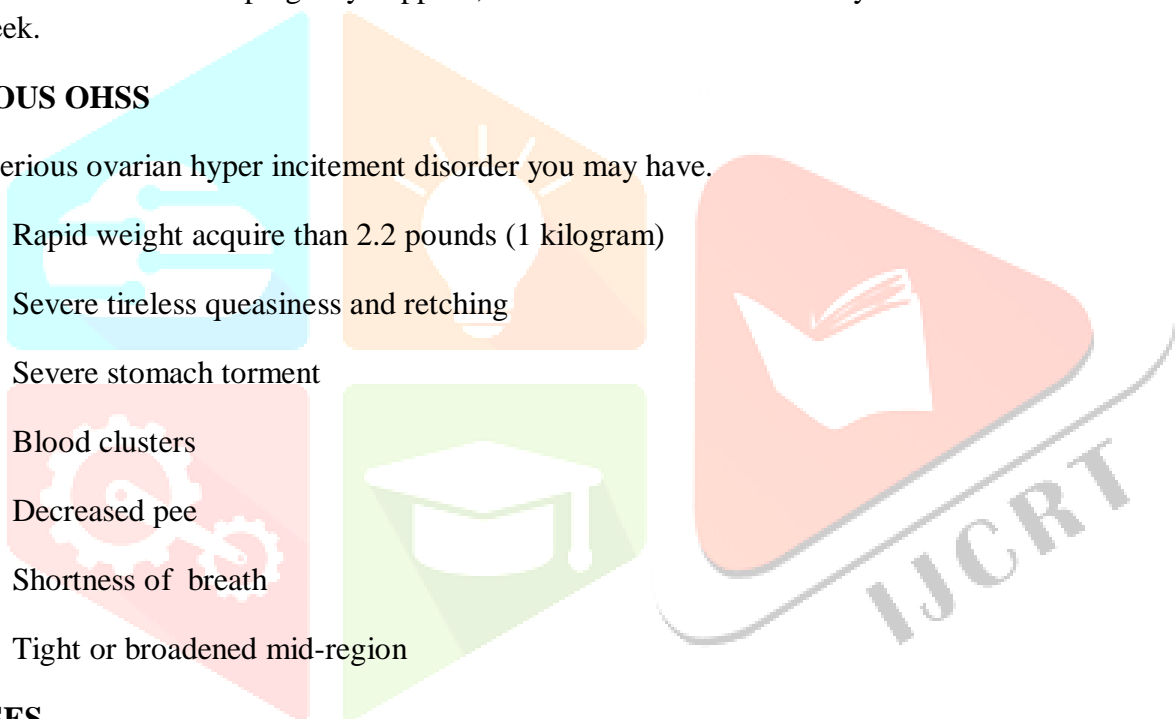 eek.
OUS OHSS
erious ovarian hyper incitement disorder you may have.
Rapid weight acquire than 2.2 pounds (1 kilogram)
Severe tireless queasiness and retching
Severe stomach torment
Blood clusters
Decreased pee
Shortness of breath
Tight or broadened mid-region
IJCRT